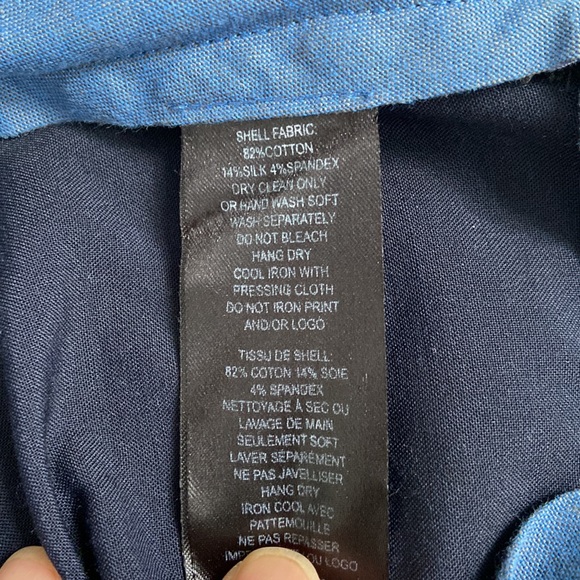 SHELL FABRIC:
82%COTTON
14%SILK 4%SPANDEX
DRY CLEAN ONLY
OR HAND WASH SOFT
WASH SEPARATELY
DO NOT BLEACH
HANG DRY
COOL IRON WITH
PRESSING CLOTH
DO NOT IRON PRINT
AND/OR LOGO
TISSU DE SHELL:
82% COTON 14% SOIE
4% SPANDEX
NETTOYAGE À SEC OU
LAVAGE DE MAIN
SEULEMENT SOFT
LAVER SÉPARÉMENT
NE PAS JAVELLISER
HANG DRY
IRON COOL AVEC
PATTEMOUILLE
NE PAS REPASSER
OU LOGO